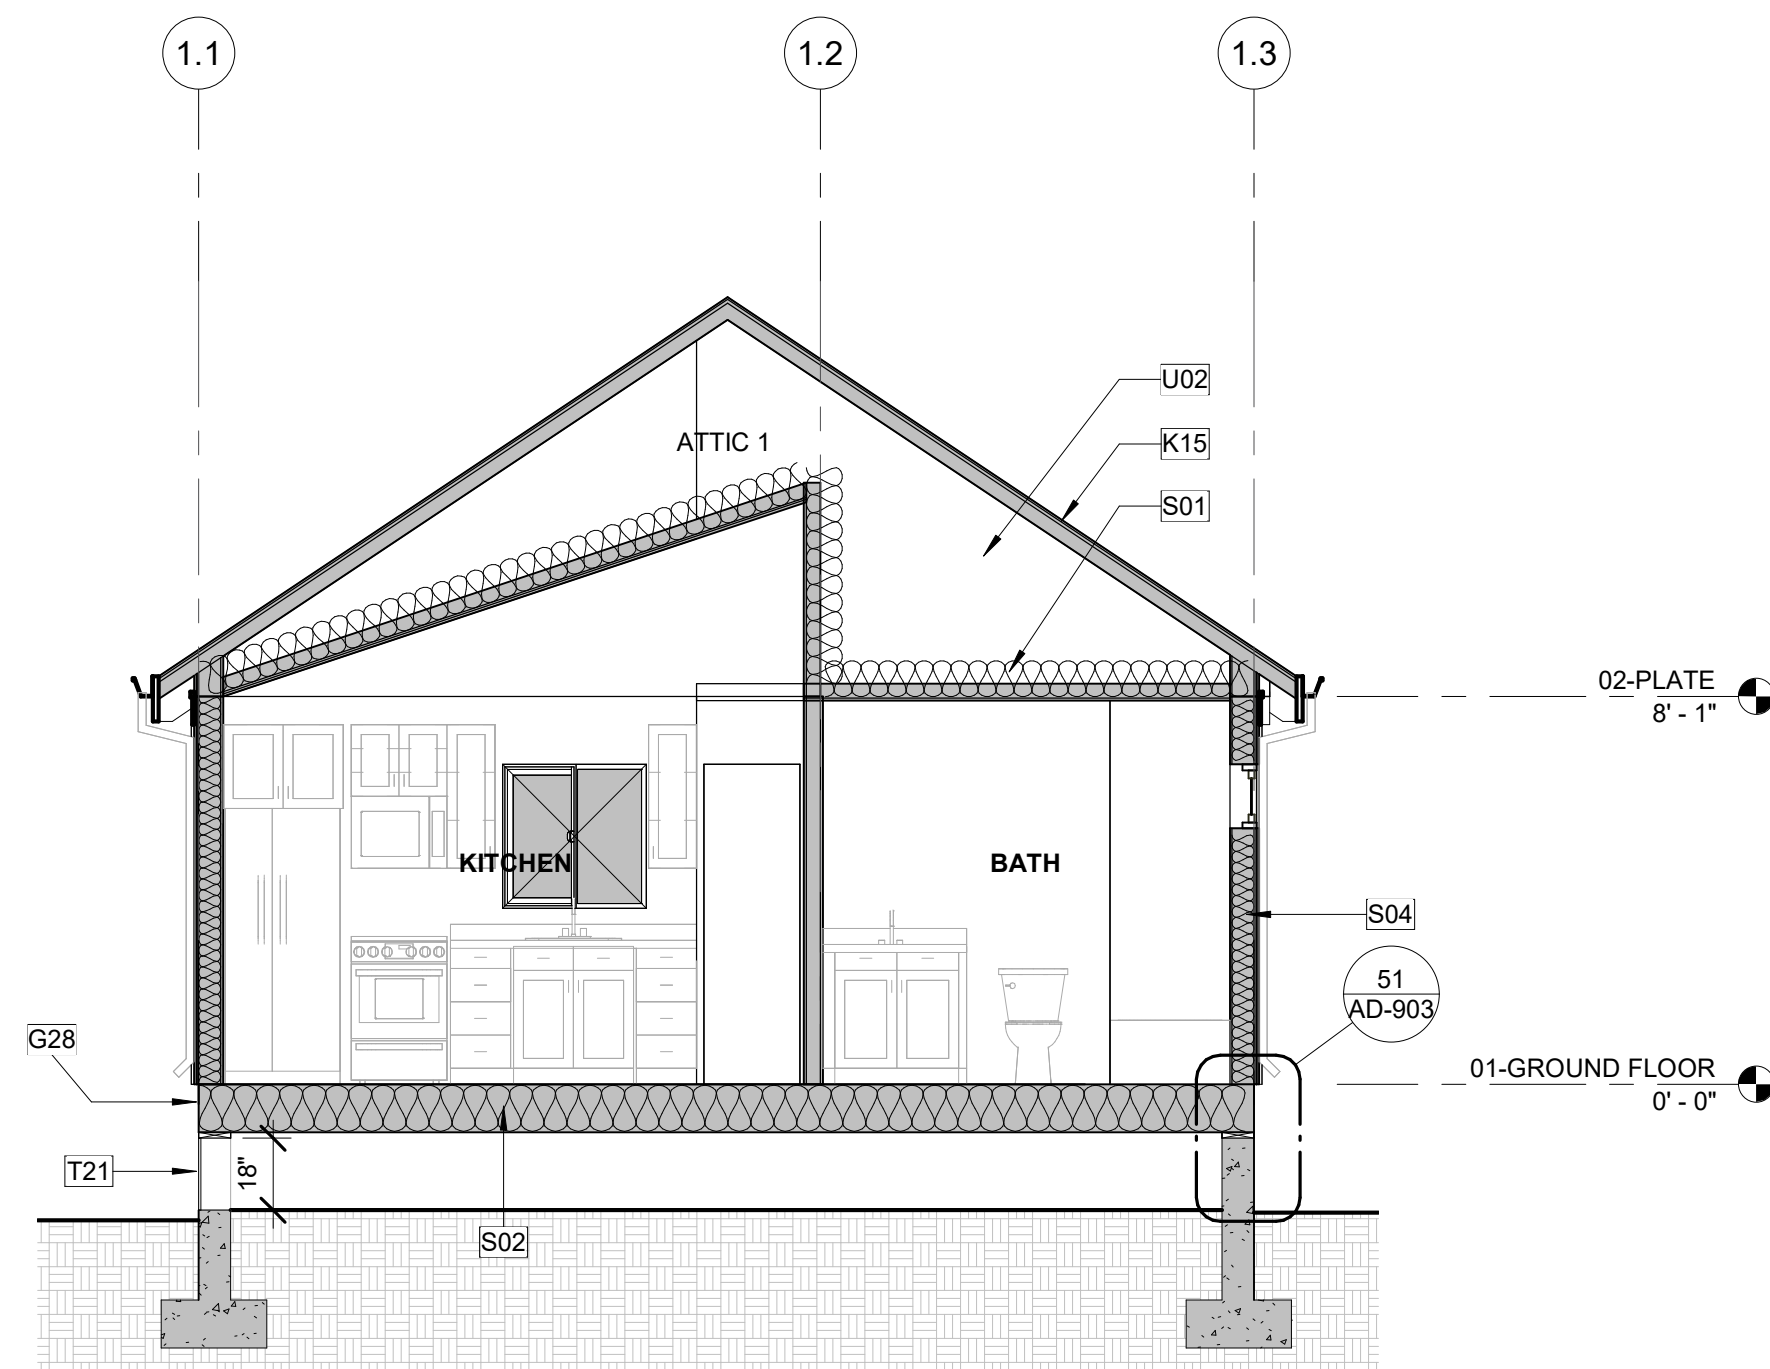 1.1
1.2
1.3
U02
K15
S01
ATTIC 1
02-PLATE
8' - 1"
KITCHEN
BATH
S04
51
AD-903
G28
01-GROUND FLOOR
0' - 0"
T21
18"
S02